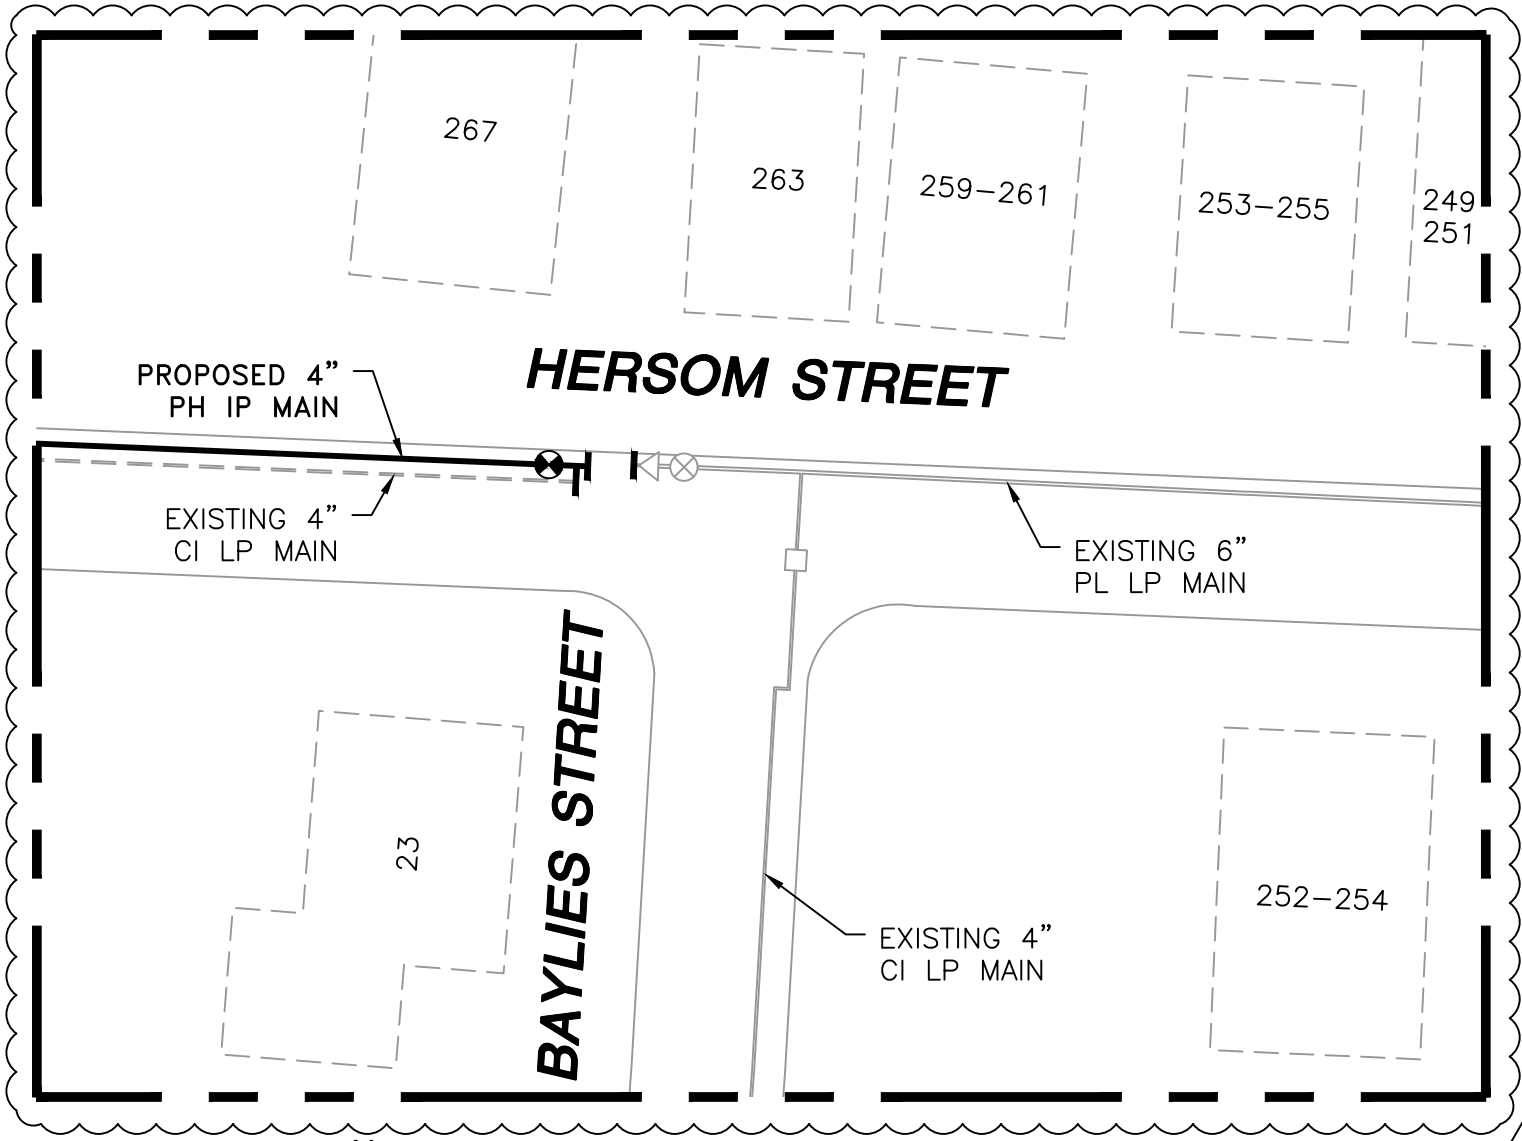 267
263
259-261
253-255
249
251
HERSOM STREET
PROPOSED 4"
PH IP MAIN
EXISTING 4"
CI LP MAIN
EXISTING 6"
PL LP MAIN
BAYLIES STREET
23
252-254
EXISTING 4"
CI LP MAIN